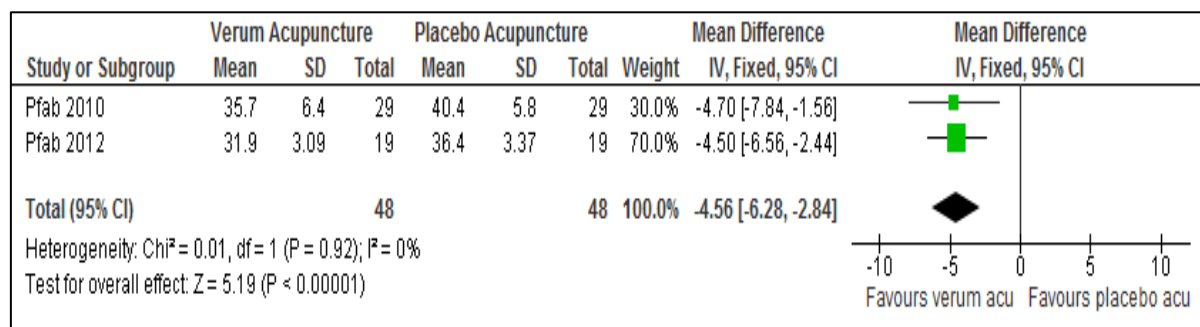 Verum Acupuncture Placebo Acupuncture Mean Difference Mean Difference
Study or Subgroup Mean SD Total Mean SD Total Weight IV, Fixed, 95% CI IV, Fixed, 95% CI
Pfab 2010 35.7 6.4 29 40.4 5.8 29 30.0% -4.70 [-7.84, -1.56]
Pfab 2012 31.9 3.09 19 36.4 3.37 19 70.0% -4.50 [-6.56, -2.44]
Total (95% CI) 48 48 100.0% -4.56 [-6.28, -2.84]
Heterogeneity: Chi² = 0.01, df = 1 (P = 0.92); I² = 0%
Test for overall effect: Z = 5.19 (P < 0.00001)
-10 -5 0 5 10
Favours verum acu Favours placebo acu